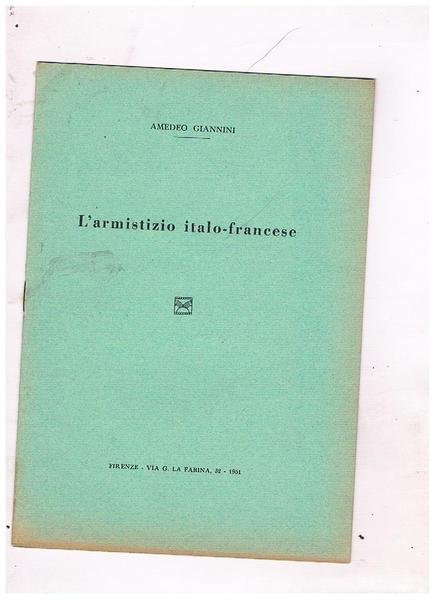 AMEDEO GIANNINI
L'armistizio italo-francese
FIRENZE - VIA G. LA FARINA, 32 - 1951